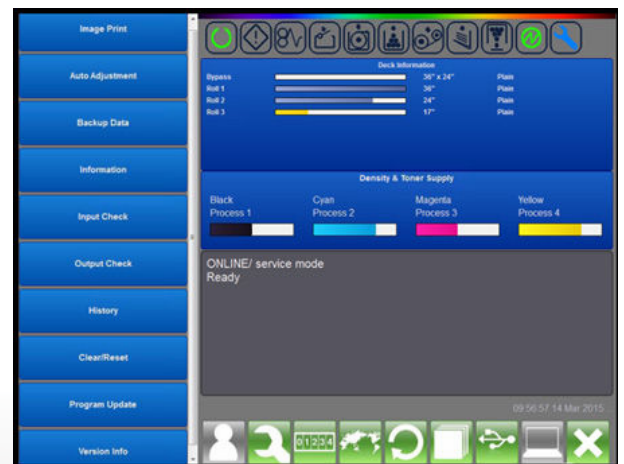 Image Print
Auto Adjustment
Backup Data
Information
Input Check
Output Check
History
Clear/Reset
Program Update
Version Info
Deck Information
Bypass 36" x 24" Plain
Roll 1 36" Plain
Roll 2 24" Plain
Roll 3 17" Plain
Density & Toner Supply
Black Cyan Magenta Yellow
Process 1 Process 2 Process 3 Process 4
ONLINE/ service mode
Ready
09:56:57 14 Mar 2015
01234